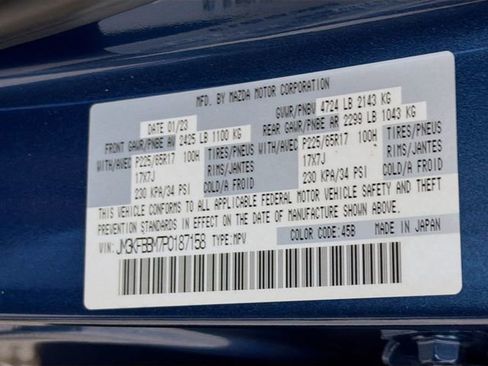 MFD. BY MAZDA MOTOR CORPORATION
DATE 01/23 GVWR/PNBV 4724 LB 2143 KG
FRONT GAWR/PNBE AV 2425 LB 1100 KG REAR GAWR/PNBE AR 2299 LB 1043 KG
WITH/AVEC P225/65R17 100H TIRES/PNEU WITH/AVEC P225/65R17 100H TIRES/PNEU
17X7J RIMS/JANTES 17X7J RIMS/JANTES
230 KPA/34 PSI COLD/A FROID 230 KPA/34 PSI COLD/A FROID
THIS VEHICLE CONFORMS TO ALL APPLICABLE FEDERAL MOTOR VEHICLE SAFETY AND THEFT
PREVENTION STANDARDS IN EFFECT ON THE DATE OF MANUFACTURE SHOWN ABOVE.
VIN: JM3KFBBM7P0187158 TYPE: MPV COLOR CODE: 45B MADE IN JAPAN